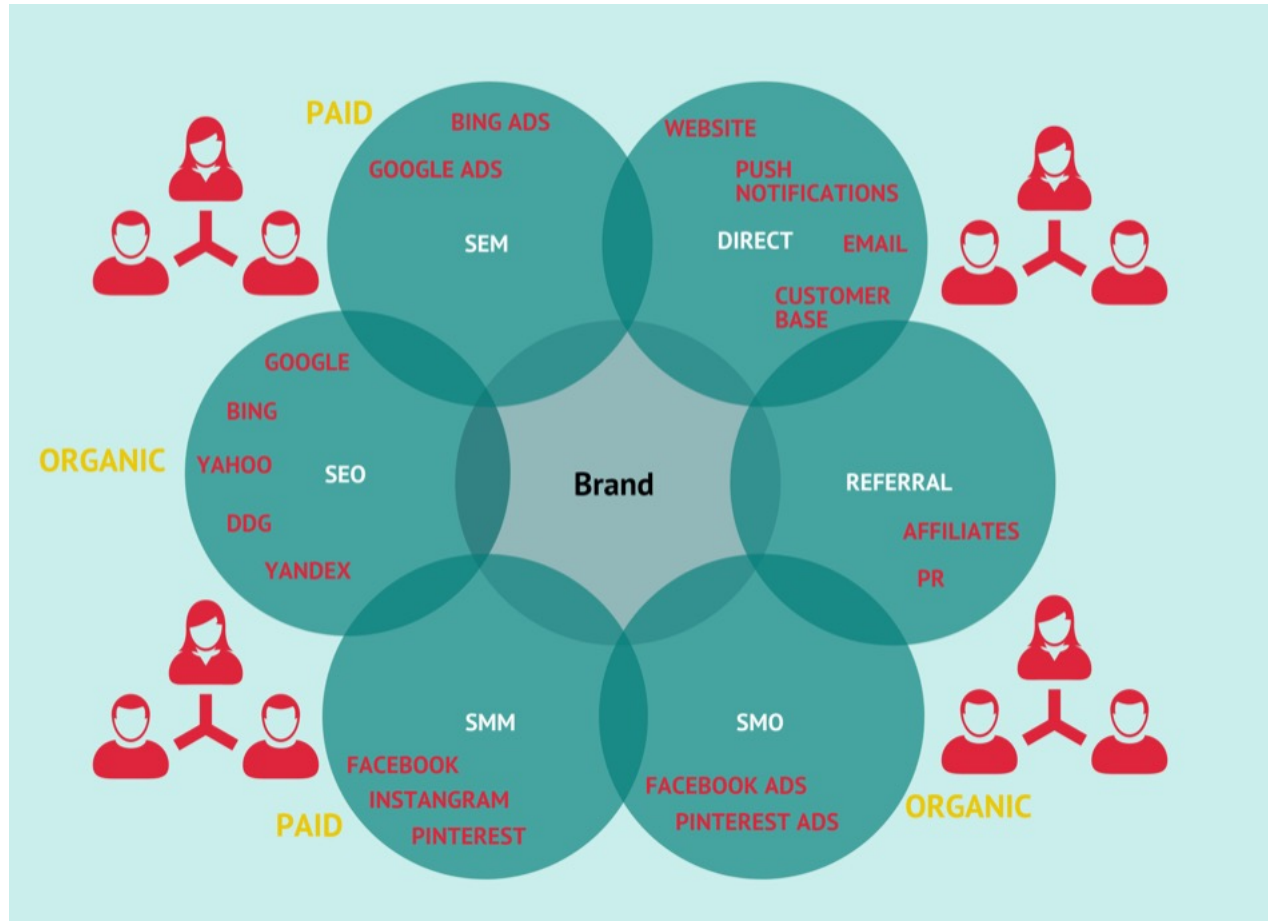 PAID
BING ADS
GOOGLE ADS
SEM
WEBSITE
PUSH
NOTIFICATIONS
DIRECT
EMAIL
CUSTOMER
BASE
ORGANIC
GOOGLE
BING
YAHOO
SEO
DDG
YANDEX
Brand
REFERRAL
AFFILIATES
PR
SMM
FACEBOOK
INSTANGRAM
PINTEREST
PAID
SMO
FACEBOOK ADS
PINTEREST ADS
ORGANIC